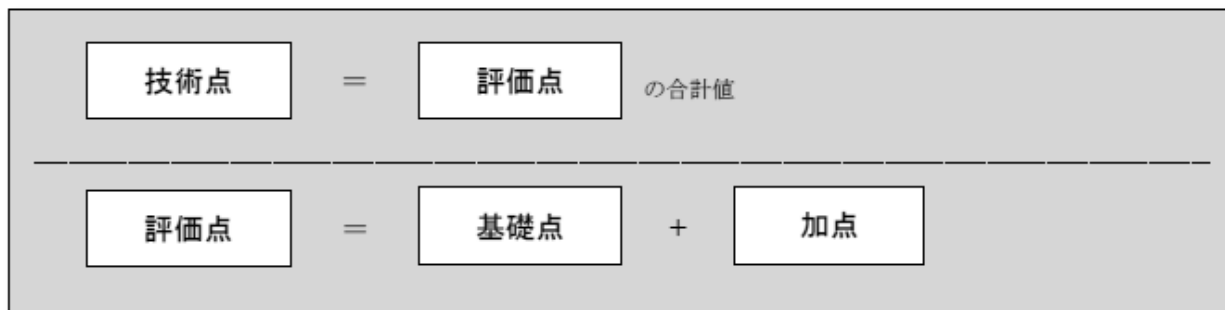 技術点 ＝ 評価点 の合計値
評価点 ＝ 基礎点 + 加点